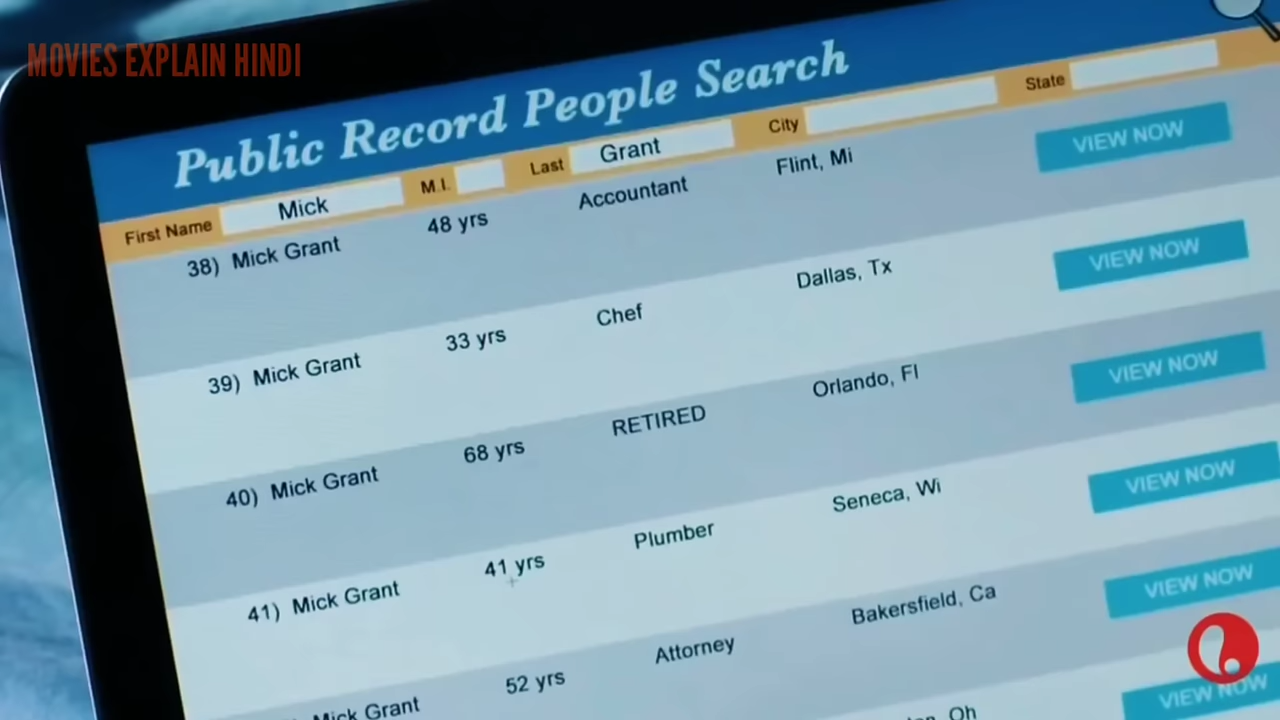 MOVIES EXPLAIN HINDI
Public Record People Search
First Name Mick M.I. Last Grant City State
38) Mick Grant 48 yrs Accountant Flint, Mi VIEW NOW
39) Mick Grant 33 yrs Chef Dallas, Tx VIEW NOW
40) Mick Grant 68 yrs RETIRED Orlando, Fl VIEW NOW
41) Mick Grant 41 yrs Plumber Seneca, Wi VIEW NOW
Mick Grant 52 yrs Attorney Bakersfield, Ca VIEW NOW
Oh VIEW NOW